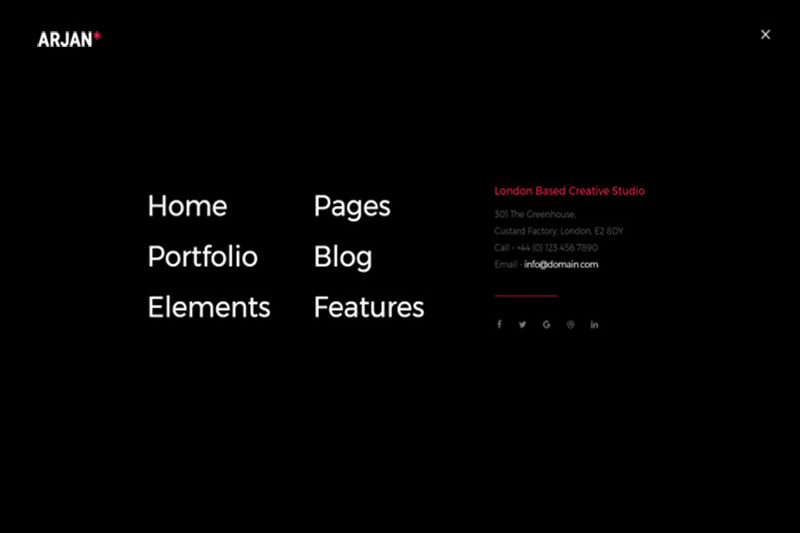 ARJAN*
Home
Portfolio
Elements
Pages
Blog
Features
London Based Creative Studio
301 The Greenhouse,
Custard Factory, London, E2 8DY.
Call - +44 (0) 123 456 7890
Email - info@domain.com